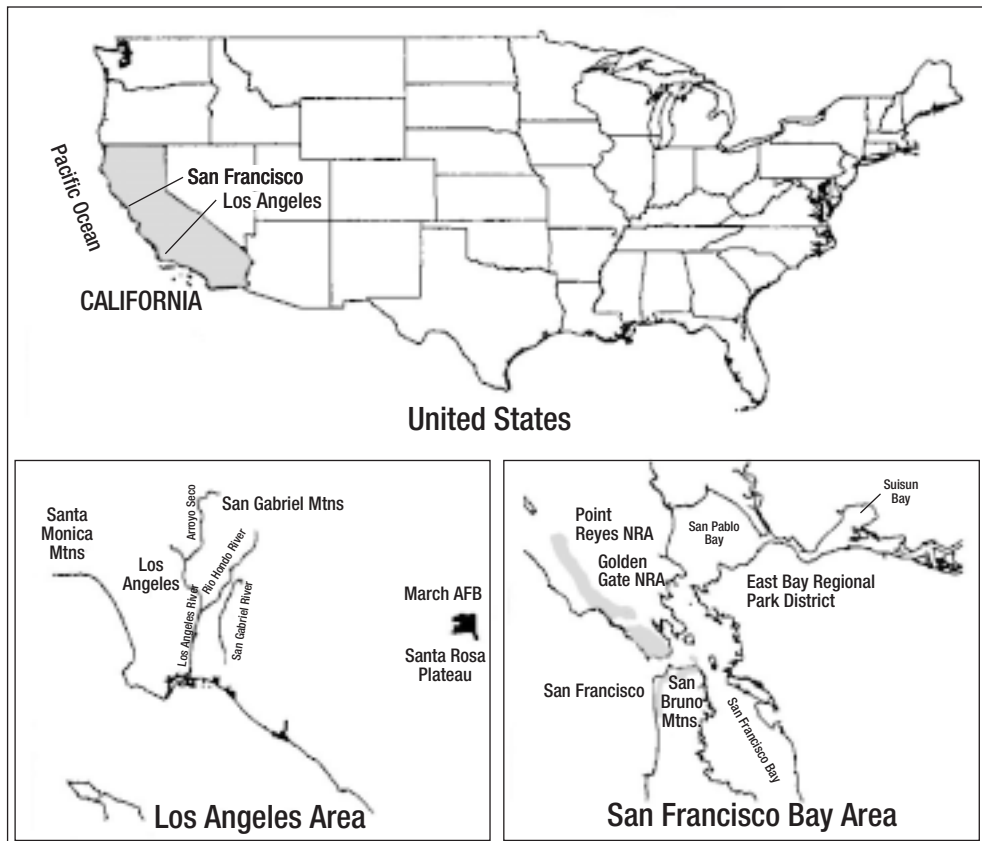 Pacific Ocean
San Francisco
Los Angeles
CALIFORNIA
United States
Santa
Monica
Mtns
Arroyo Seco
San Gabriel Mtns
Los
Angeles
Rio Hondo River
Los Angeles River
San Gabriel River
March AFB
Santa Rosa
Plateau
Los Angeles Area
Point
Reyes NRA
Golden
Gate NRA
San Pablo
Bay
Suisun
Bay
East Bay Regional
Park District
San Francisco
San
Bruno
Mtns.
San Francisco Bay
San Francisco Bay Area